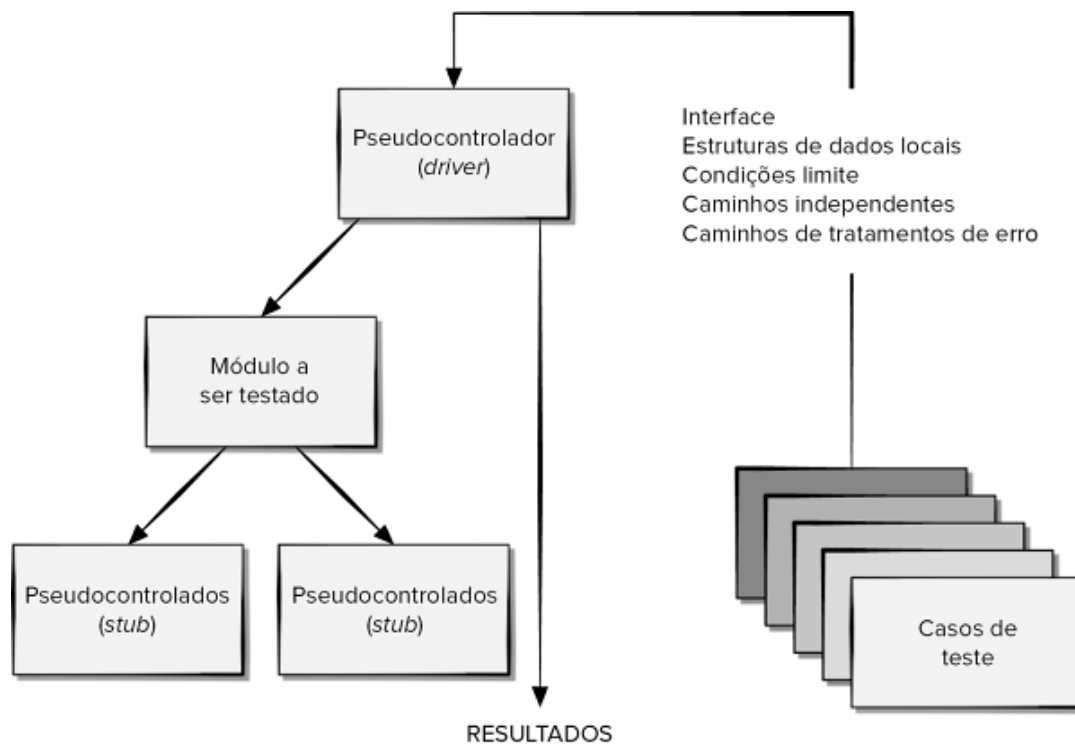 Pseudocontrolador
(driver)
Interface
Estruturas de dados locais
Condições limite
Caminhos independentes
Caminhos de tratamentos de erro
Módulo a
ser testado
Pseudocontrolados
(stub)
Pseudocontrolados
(stub)
Casos de
teste
RESULTADOS